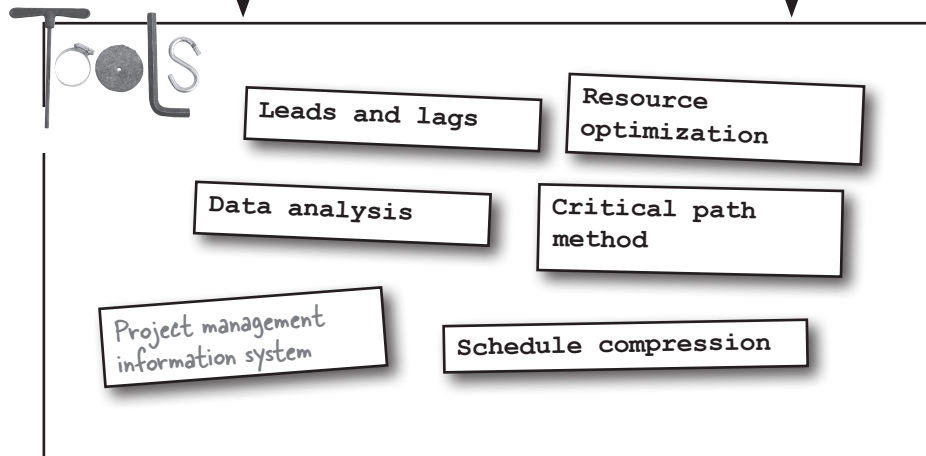 Tools
Leads and lags
Resource
optimization
Data analysis
Critical path
method
Project management
information system
Schedule compression